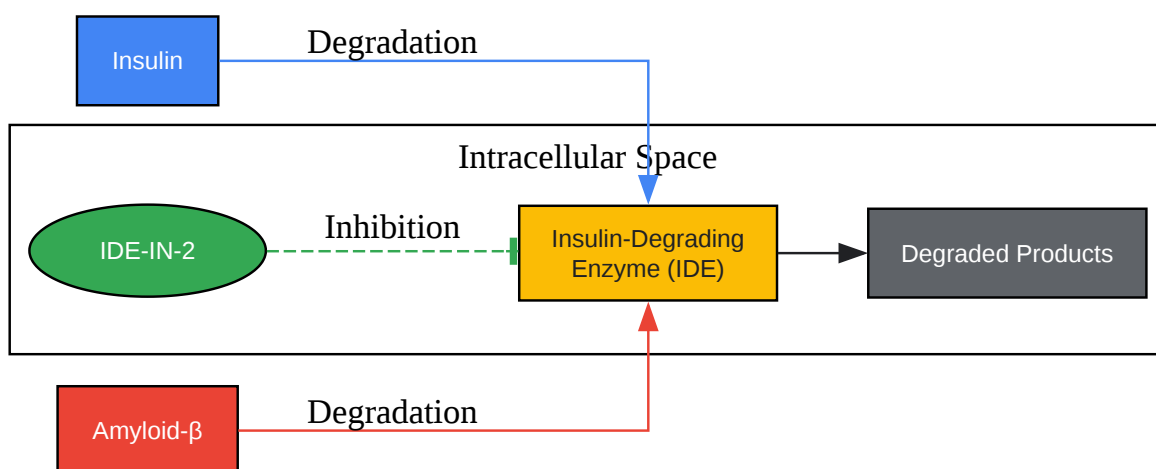 Insulin
Degradation
Intracellular Space
IDE-IN-2
Inhibition
Insulin-Degrading
Enzyme (IDE)
Degraded Products
Amyloid-β
Degradation